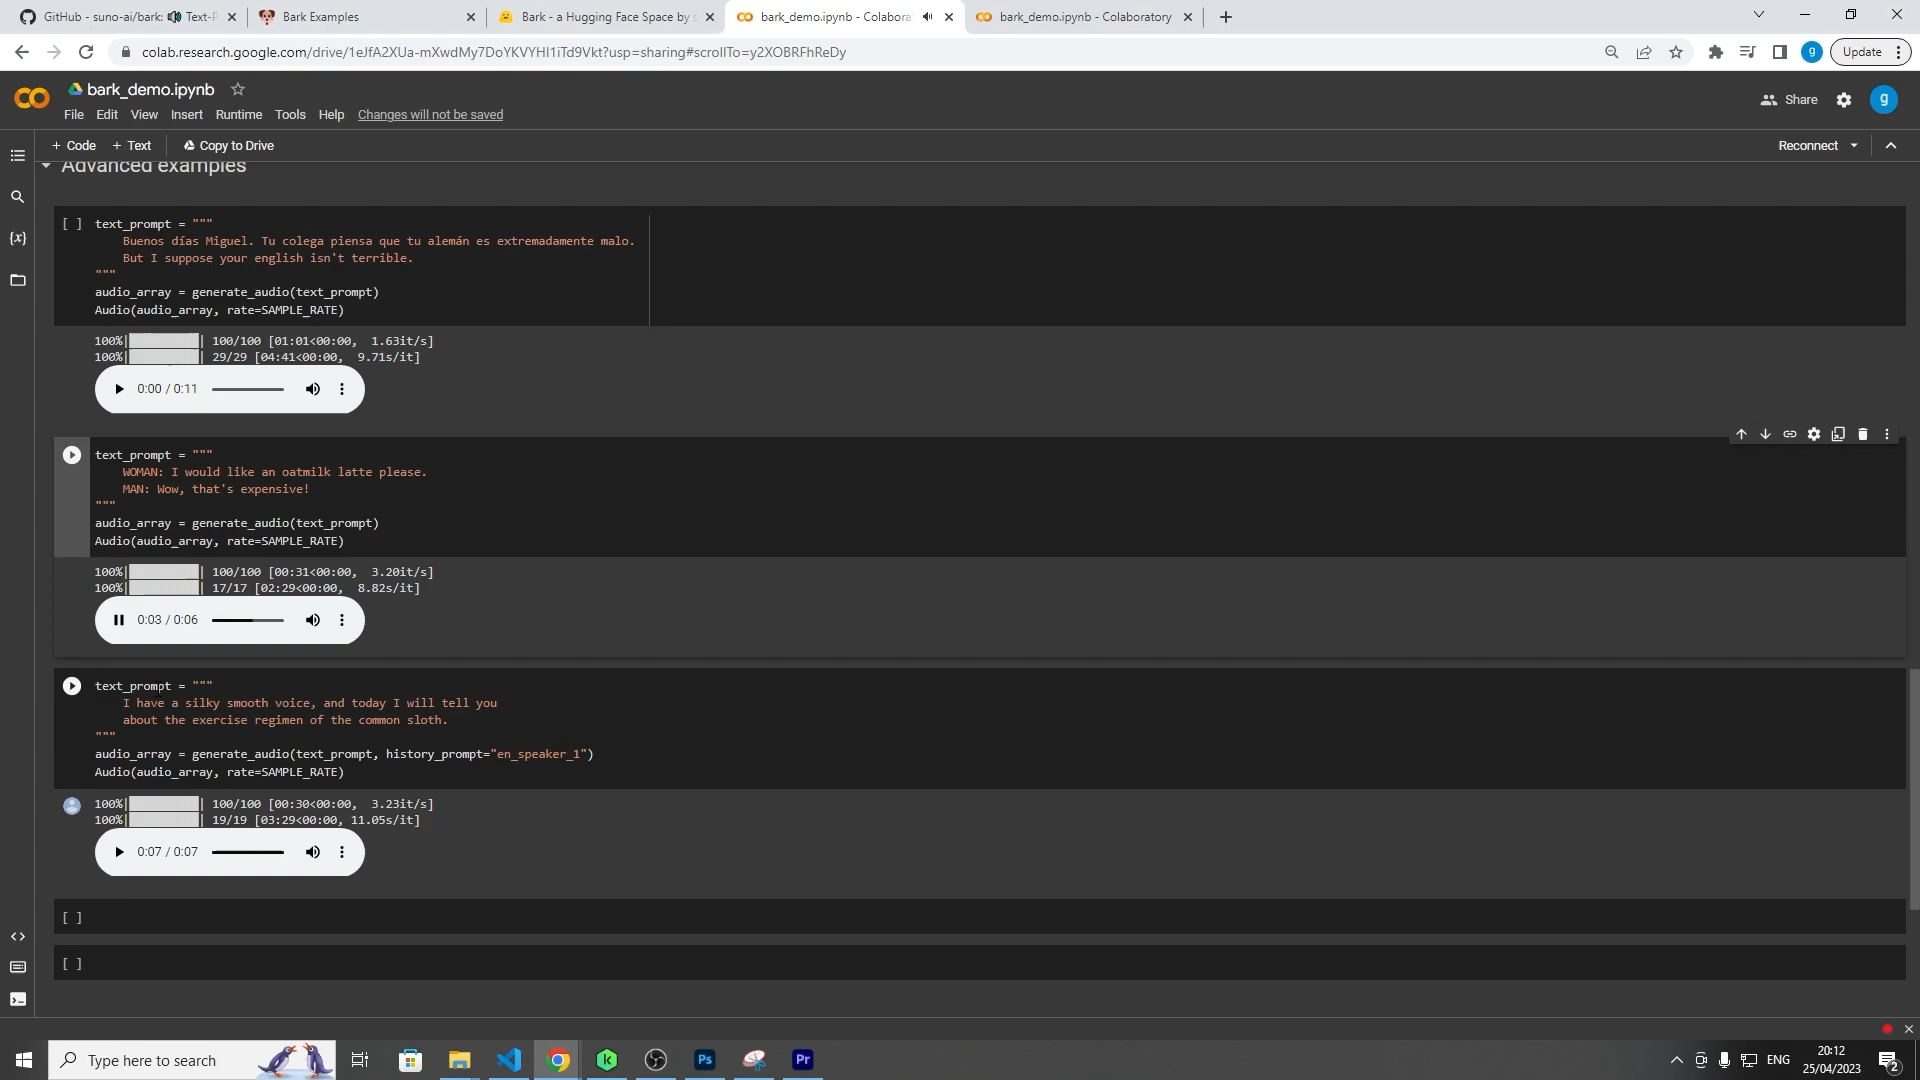 GitHub - suno-ai/bark: 🔊 Text-P
Bark Examples
Bark - a Hugging Face Space by s
bark_demo.ipynb - Colabora
bark_demo.ipynb - Colaboratory
colab.research.google.com/drive/1eJfA2XUa-mXwdMy7DoYKVYHI1iTd9Vkt?usp=sharing#scrollTo=y2XOBRFhReDy
g
Update
bark_demo.ipynb
File Edit View Insert Runtime Tools Help Changes will not be saved
Share
g
+ Code + Text Copy to Drive
Reconnect
Advanced examples
[ ] text_prompt = """
Buenos días Miguel. Tu colega piensa que tu alemán es extremadamente malo.
But I suppose your english isn't terrible.
"""
audio_array = generate_audio(text_prompt)
Audio(audio_array, rate=SAMPLE_RATE)
100%|██████████| 100/100 [01:01<00:00, 1.63it/s]
100%|██████████| 29/29 [04:41<00:00, 9.71s/it]
0:00 / 0:11
text_prompt = """
WOMAN: I would like an oatmilk latte please.
MAN: Wow, that's expensive!
"""
audio_array = generate_audio(text_prompt)
Audio(audio_array, rate=SAMPLE_RATE)
100%|██████████| 100/100 [00:31<00:00, 3.20it/s]
100%|██████████| 17/17 [02:29<00:00, 8.82s/it]
0:03 / 0:06
text_prompt = """
I have a silky smooth voice, and today I will tell you
about the exercise regimen of the common sloth.
"""
audio_array = generate_audio(text_prompt, history_prompt="en_speaker_1")
Audio(audio_array, rate=SAMPLE_RATE)
100%|██████████| 100/100 [00:30<00:00, 3.23it/s]
100%|██████████| 19/19 [03:29<00:00, 11.05s/it]
0:07 / 0:07
[ ]
[ ]
Type here to search
Ps
Pr
ENG
20:12
25/04/2023
2